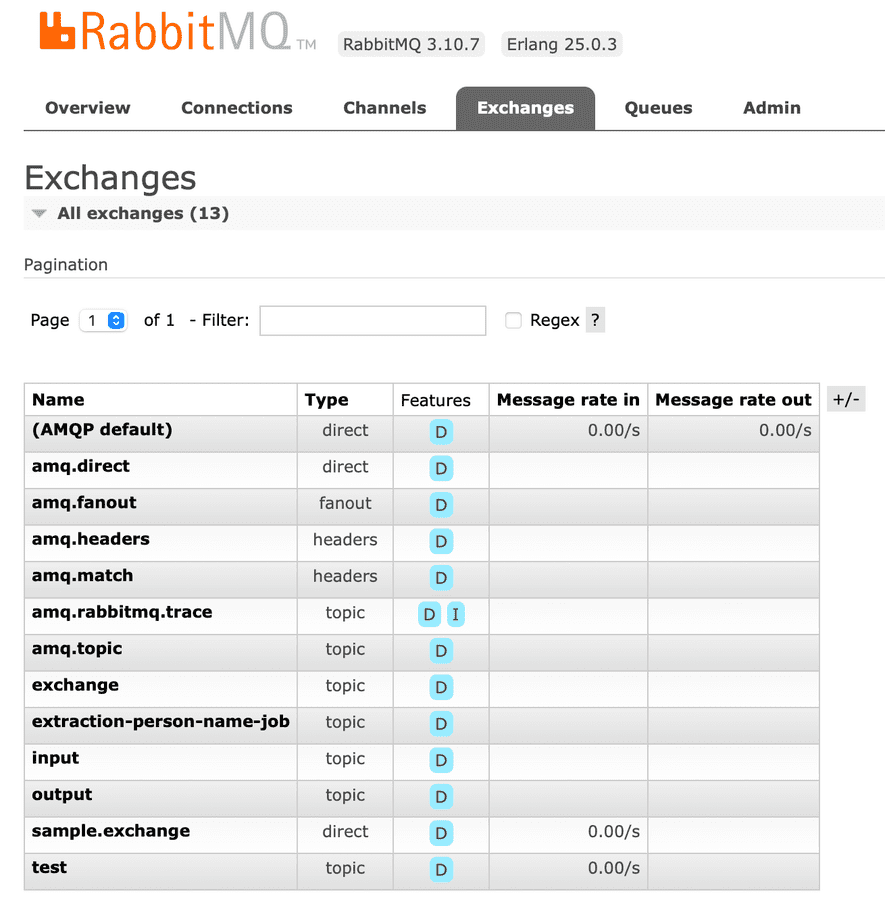 RabbitMQ TM RabbitMQ 3.10.7 Erlang 25.0.3
Overview Connections Channels Exchanges Queues Admin
Exchanges
All exchanges (13)
Pagination
Page 1 of 1 - Filter: Regex ?
Name Type Features Message rate in Message rate out +/-
(AMQP default) direct D 0.00/s 0.00/s
amq.direct direct D
amq.fanout fanout D
amq.headers headers D
amq.match headers D
amq.rabbitmq.trace topic D I
amq.topic topic D
exchange topic D
extraction-person-name-job topic D
input topic D
output topic D
sample.exchange direct D 0.00/s
test topic D 0.00/s